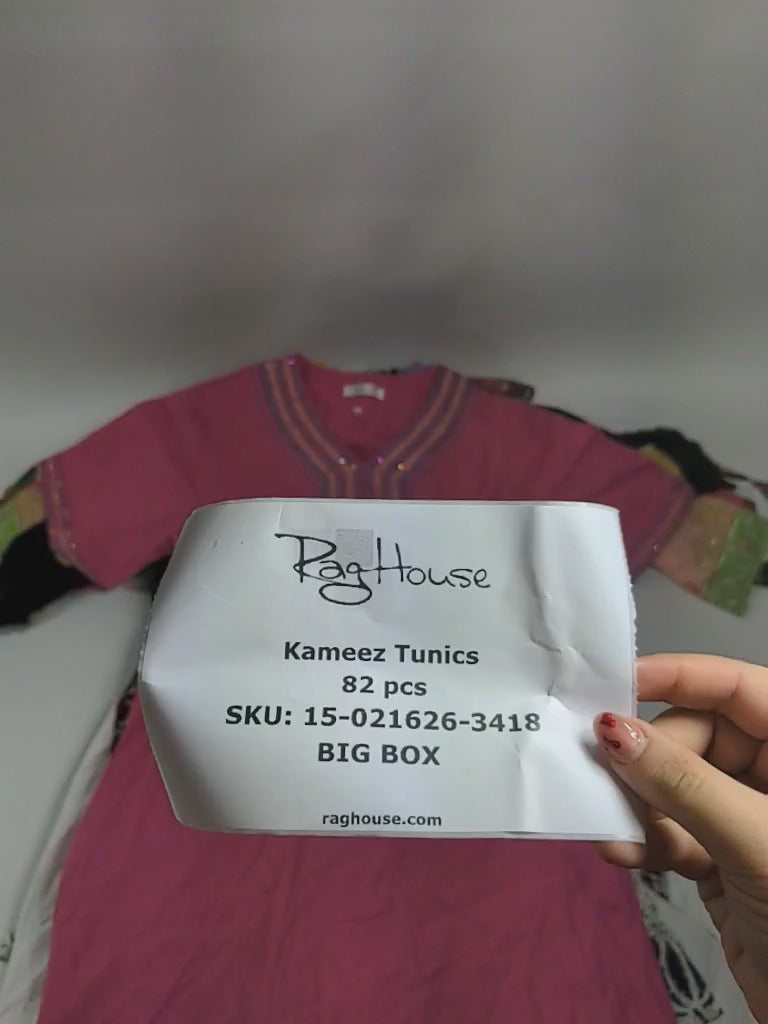 RagHouse
Kameez Tunics
82 pcs
SKU: 15-021626-3418
BIG BOX
raghouse.com